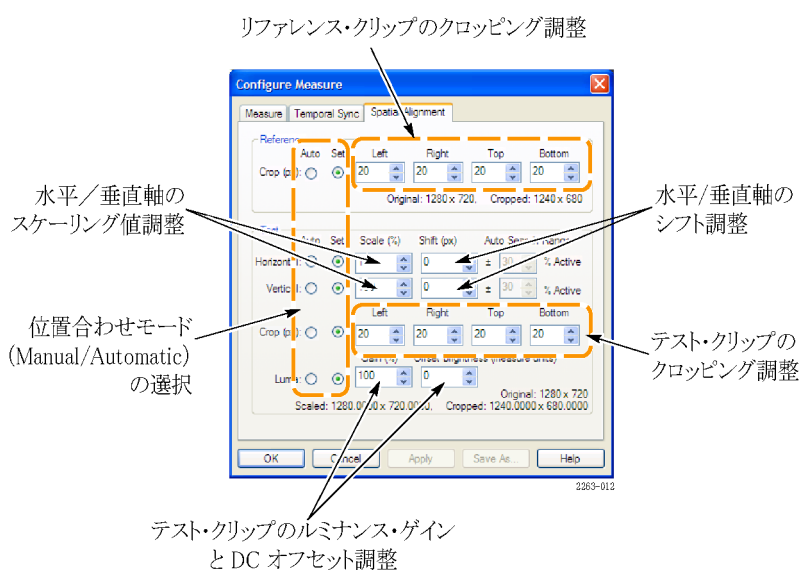 リファレンス・クリップのクロッピング調整
Configure Measure
Measure Temporal Sync Spatial Alignment
Auto Set Left Right Top Bottom
20 20 20 20
Original: 1280 x 720, Cropped: 1240 x 680
水平／垂直軸の
スケーリング値調整
水平/垂直軸の
シフト調整
Set Scale (%) Shift (px)
0 ± 30 % Active
0 ± 30 % Active
位置合わせモード
(Manual/Automatic)
の選択
Left Right Top Bottom
20 20 20 20
テスト・クリップの
クロッピング調整
Luma: 100 0
Original: 1280 x 720
Scaled: 1280.0000 x 720.0000, Cropped: 1240.0000 x 680.0000
OK Cancel Apply Save As... Help
2263-012
テスト・クリップのルミナンス・ゲイン
と DC オフセット調整